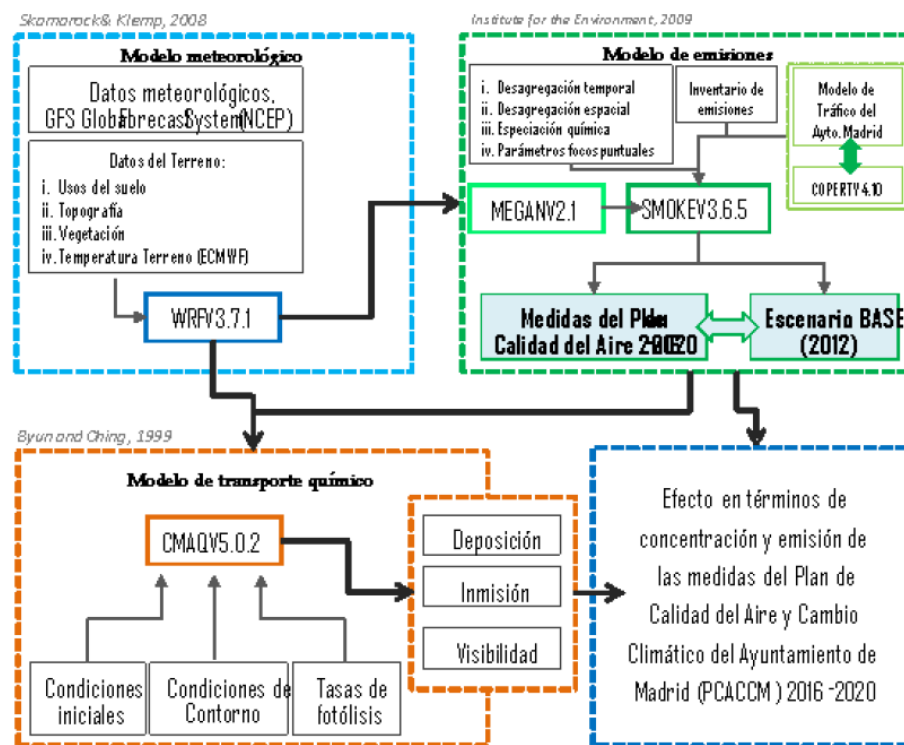 Skamarock & Klemp, 2008
Modelo meteorológico
Datos meteorológicos,
GFS Global Forecast System (NCEP)
Datos del Terreno:
i. Usos del suelo
ii. Topografía
iii. Vegetación
iv. Temperatura Terreno (ECMWF)
WRFV3.7.1
Institute for the Environment, 2009
Modelo de emisiones
i. Desagregación temporal
ii. Desagregación espacial
iii. Especiación química
iv. Parámetros focos puntuales
Inventario de
emisiones
Modelo de
Tráfico del
Ayto. Madrid
COPERTV4.10
MEGANV2.1
SMOKEV3.6.5
Medidas del Plan
Calidad del Aire
Escenario BASE
(2012)
Byun and Ching, 1999
Modelo de transporte químico
CMAQV5.0.2
Condiciones
iniciales
Condiciones de
Contorno
Tasas de
fotólisis
Deposición
Inmisión
Visibilidad
Efecto en términos de
concentración y emisión de
las medidas del Plan de
Calidad del Aire y Cambio
Climático del Ayuntamiento de
Madrid (PCACCM) 2016-2020